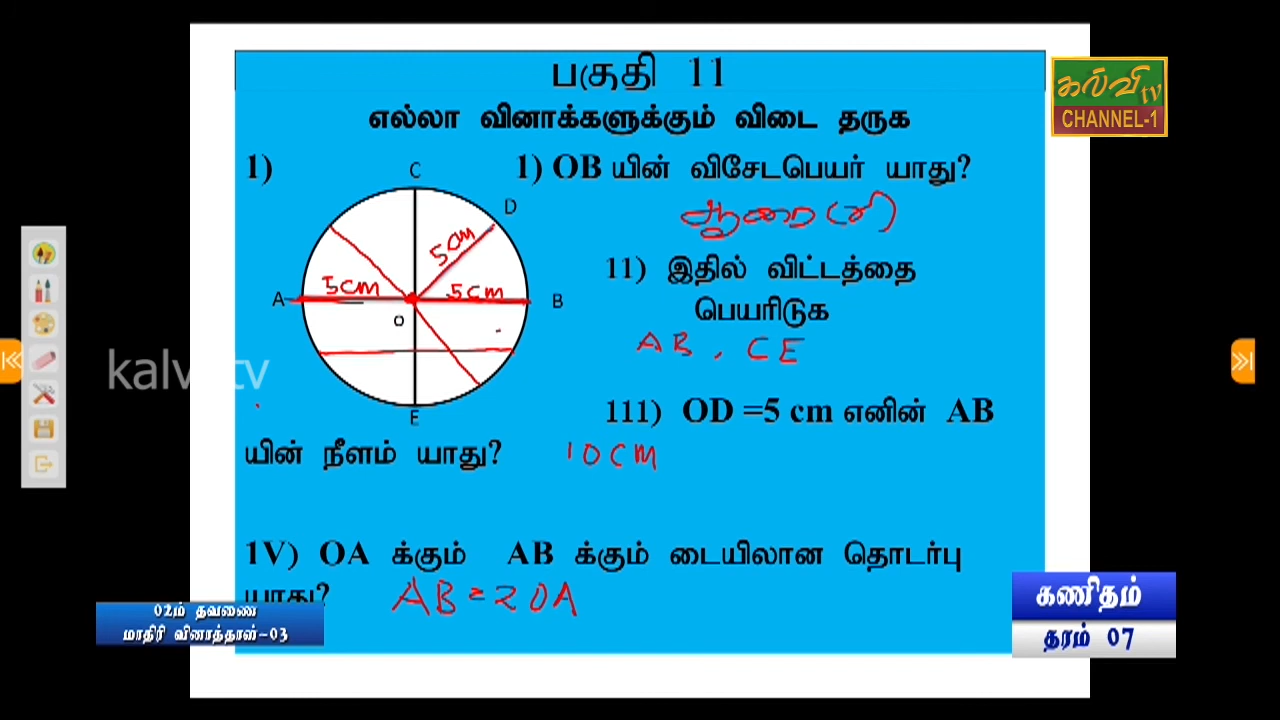 பகுதி 11
எல்லா வினாக்களுக்கும் விடை தருக
கல்வி tv
CHANNEL-1
1)
C
D
A
B
O
E
5cm
5cm
5cm
1) OB யின் விசேடபெயர் யாது?
ஆரை (r)
11) இதில் விட்டத்தை
பெயரிடுக
AB, CE
kalvi tv
111) OD =5 cm எனின் AB
யின் நீளம் யாது? 10cm
1V) OA க்கும் AB க்கும் டையிலான தொடர்பு
யாது? AB = 2OA
02ம் தவணை
மாதிரி வினாத்தாள்-03
கணிதம்
தரம் 07